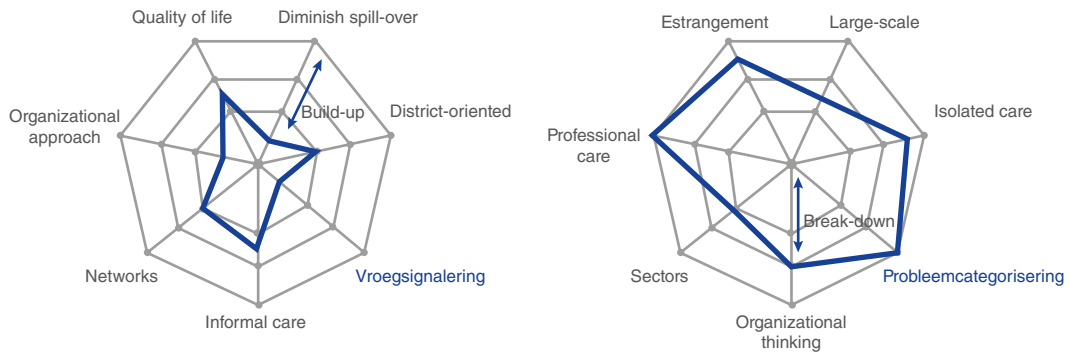 Quality of life
Diminish spill-over
Organizational
approach
Build-up
District-oriented
Networks
Vroegsignalering
Informal care
Estrangement
Large-scale
Professional
care
Isolated care
Break-down
Sectors
Probleemcategorisering
Organizational
thinking